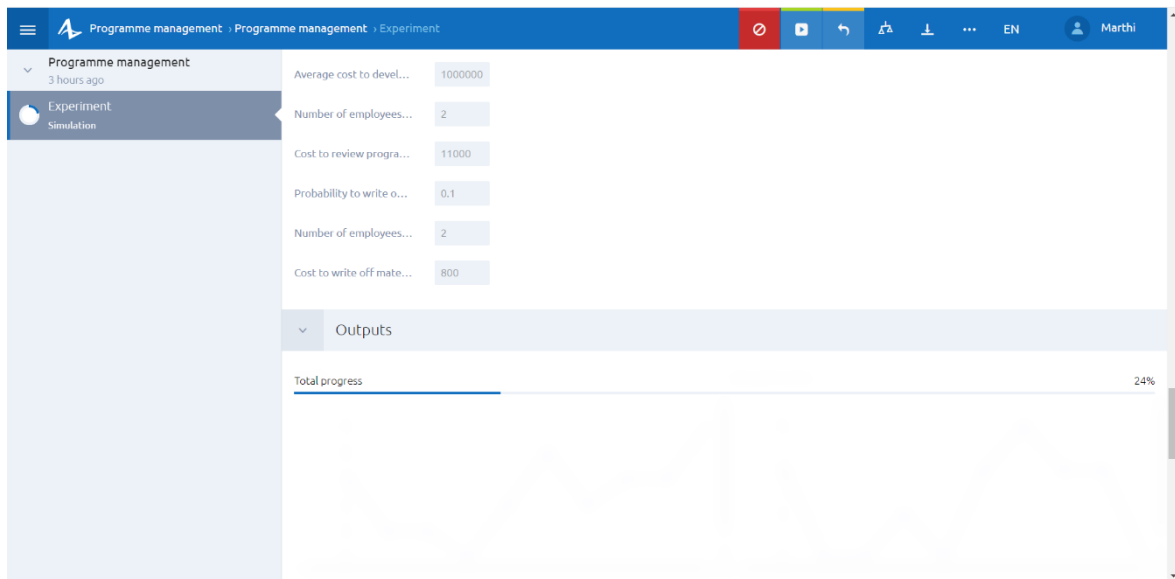 Programme management › Programme management › Experiment
EN
Marthi
Programme management
3 hours ago
Experiment
Simulation
Average cost to devel... 1000000
Number of employees... 2
Cost to review progra... 11000
Probability to write o... 0.1
Number of employees... 2
Cost to write off mate... 800
Outputs
Total progress 24%